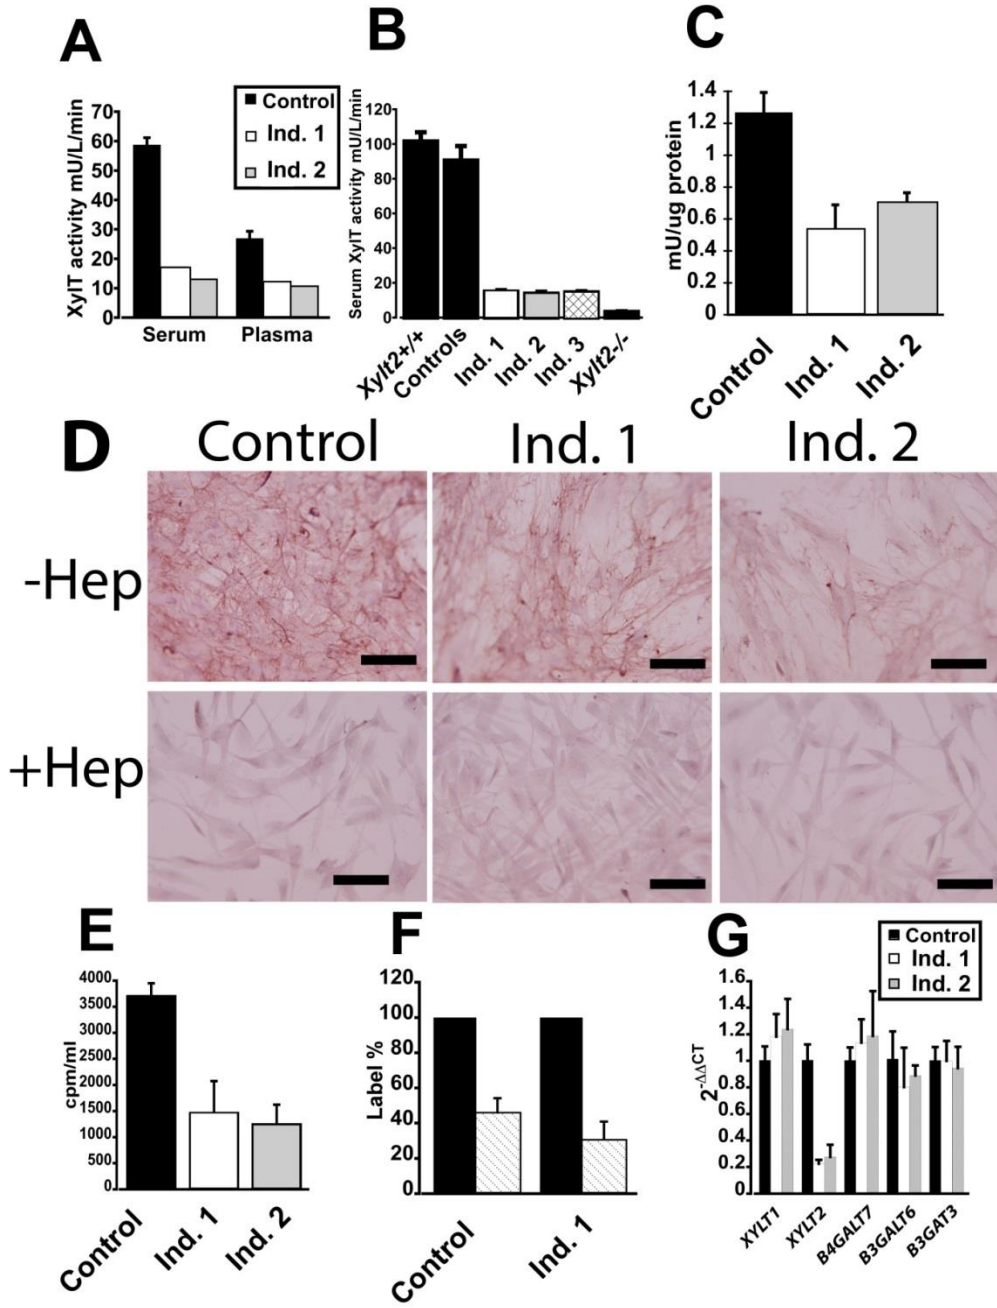 A
XylT activity mU/L/min
70
60
50
40
30
20
10
0
Serum
Plasma
Control
Ind. 1
Ind. 2
B
Serum XylT activity mU/L/min
120
100
80
60
40
20
0
Xylt2+/+
Controls
Ind. 1
Ind. 2
Ind. 3
Xylt2-/-
C
mU/ug protein
1.4
1.2
1
0.8
0.6
0.4
0.2
0
Control
Ind. 1
Ind. 2
D
Control
Ind. 1
Ind. 2
-Hep
+Hep
E
cpm/ml
4000
3500
3000
2500
2000
1500
1000
500
0
Control
Ind. 1
Ind. 2
F
Label %
120
100
80
60
40
20
0
Control
Ind. 1
G
2-ΔΔCT
1.6
1.4
1.2
1
0.8
0.6
0.4
0.2
0
Control
Ind. 1
Ind. 2
XYLT1
XYLT2
B4GALT7
B3GALT6
B3GAT3